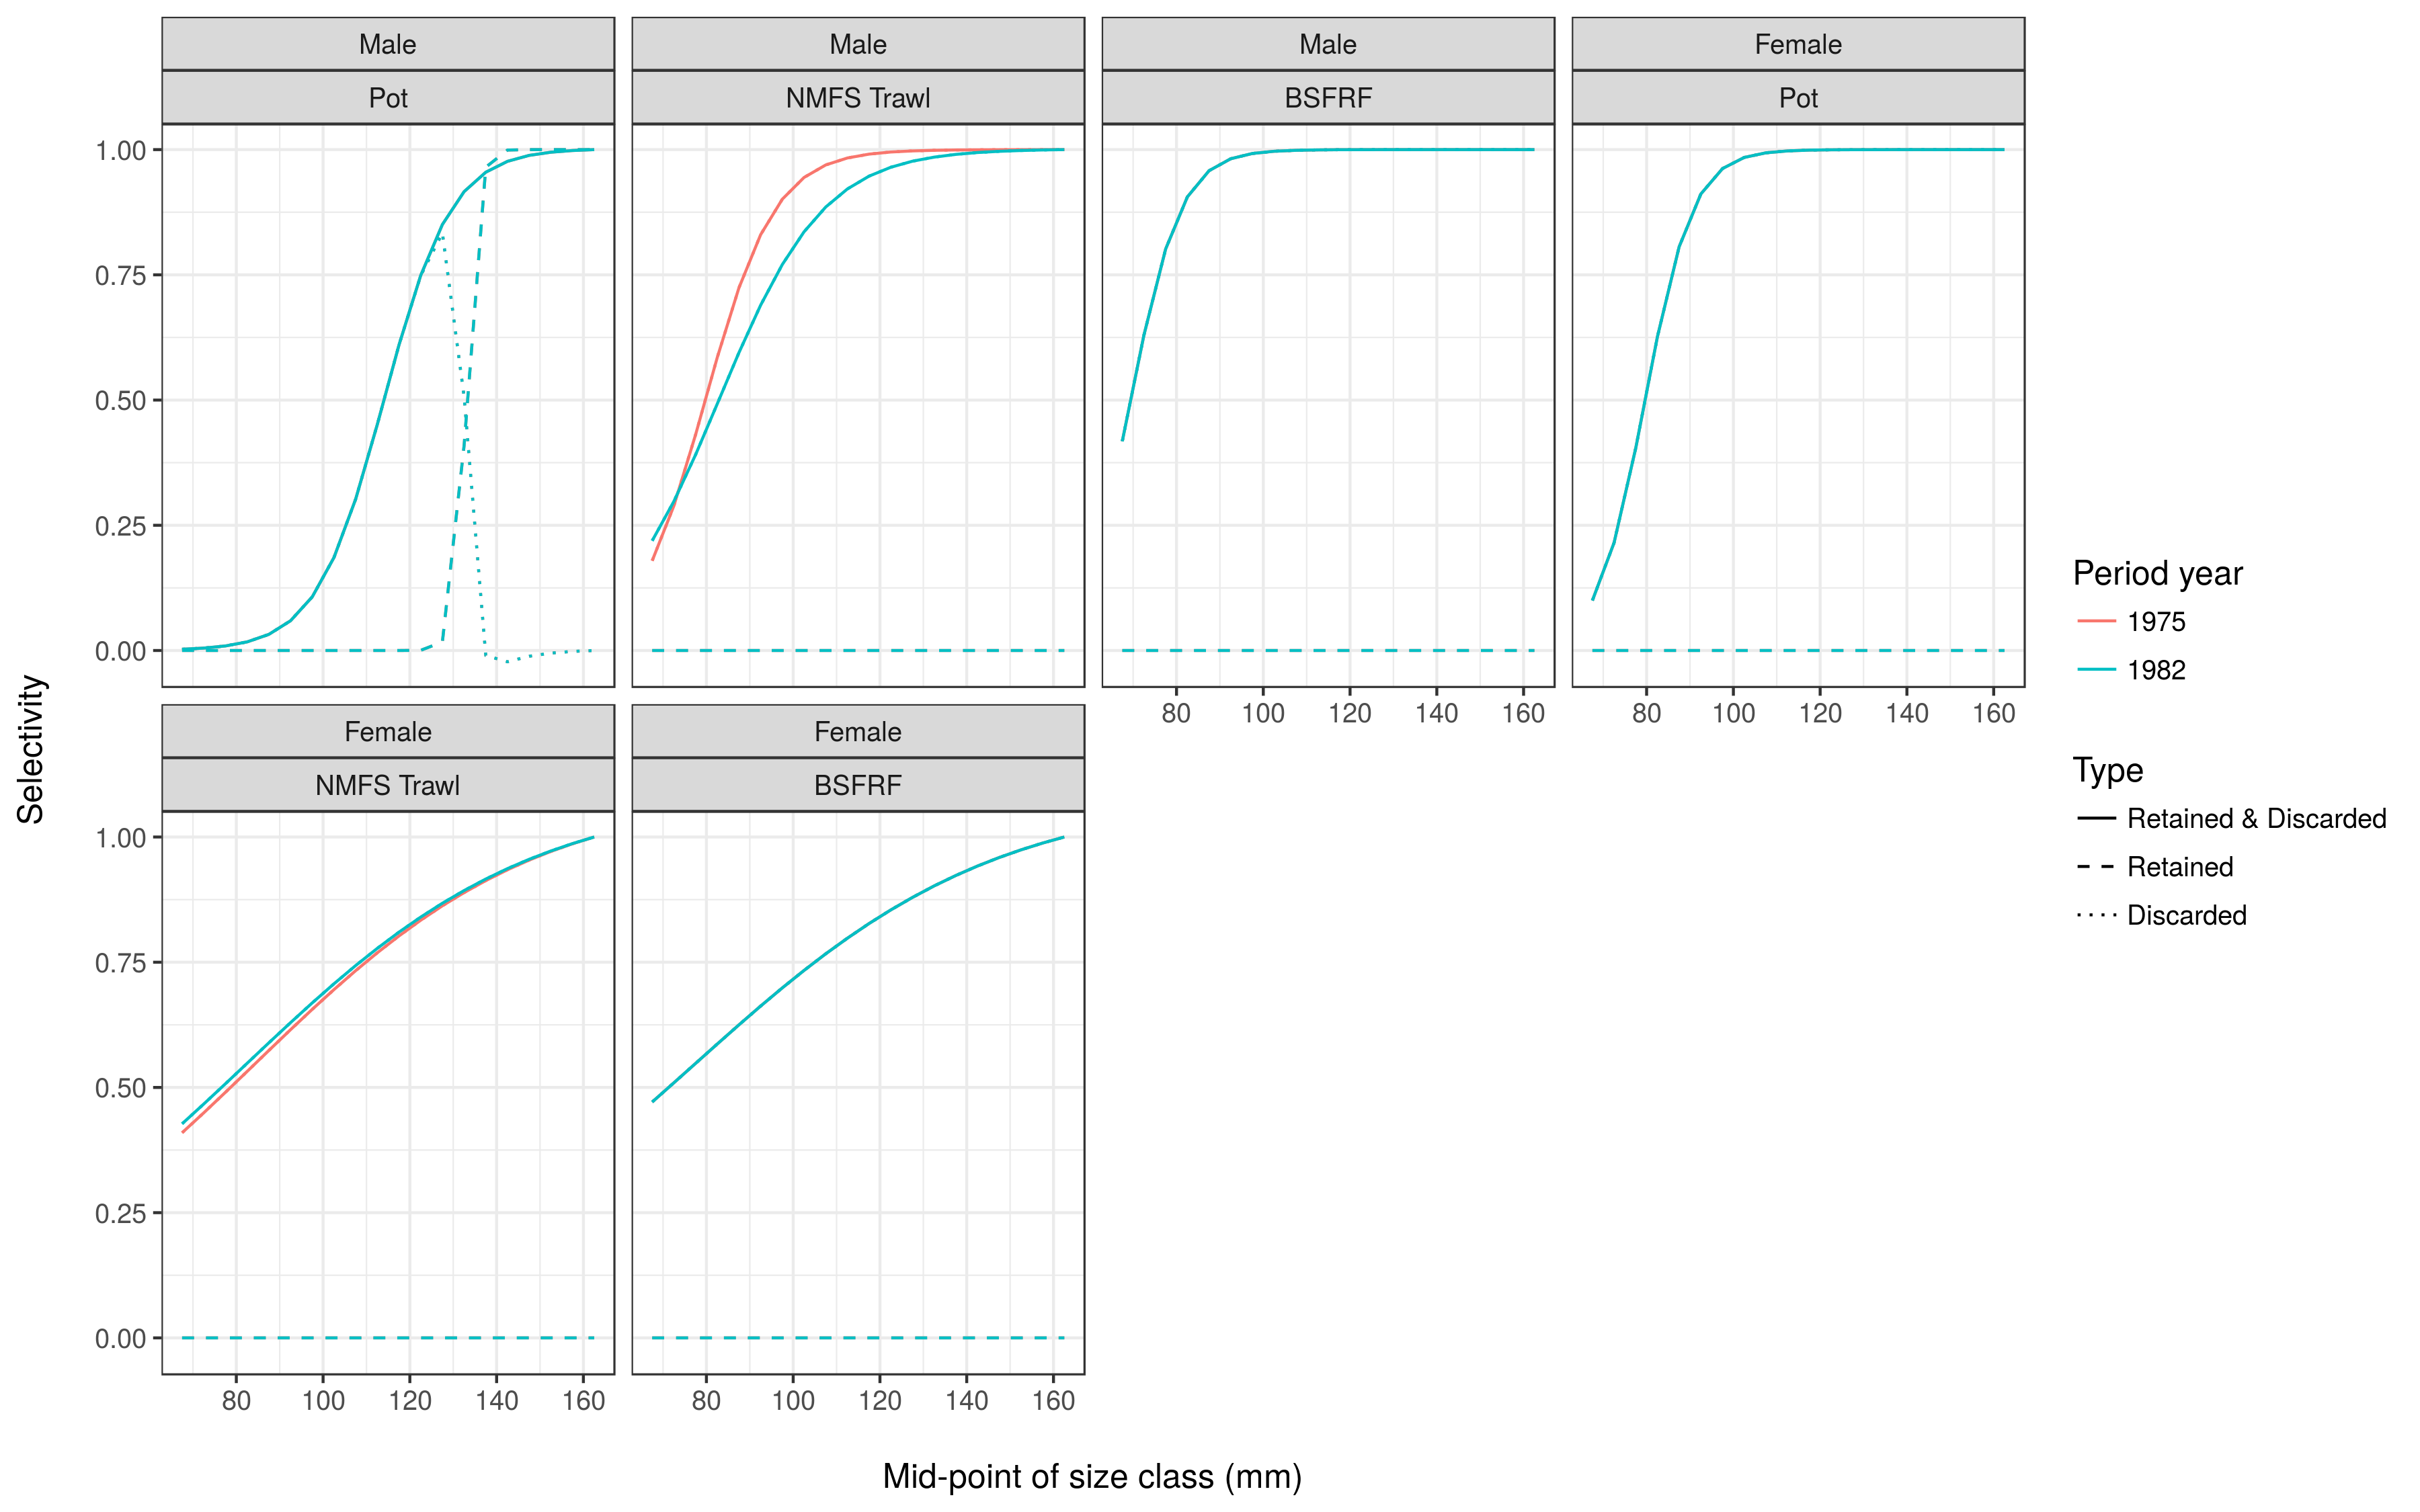 Male
Male
Male
Female
Pot
NMFS Trawl
BSFRF
Pot
1.00
0.75
0.50
0.25
0.00
80 100 120 140 160
80 100 120 140 160
Female
Female
NMFS Trawl
BSFRF
1.00
0.75
0.50
0.25
0.00
80 100 120 140 160
80 100 120 140 160
Selectivity
Mid-point of size class (mm)
Period year
1975
1982
Type
Retained & Discarded
Retained
Discarded